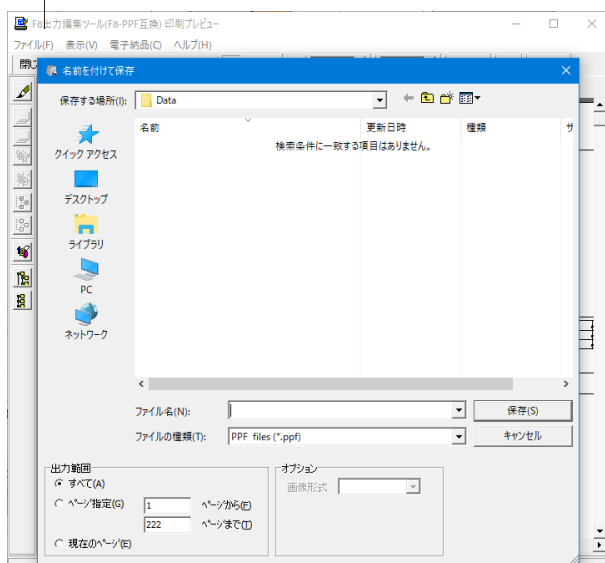 F8出力編集ツール(F8-PPF互換) 印刷プレビュー
ファイル(F) 表示(V) 電子納品(C) ヘルプ(H)
名前を付けて保存
保存する場所(I): Data
名前 更新日時 種類 サ
検索条件に一致する項目はありません。
クイック アクセス
デスクトップ
ライブラリ
PC
ネットワーク
ファイル名(N): 保存(S)
ファイルの種類(T): PPF files (*.ppf) キャンセル
出力範囲 オプション
すべて(A) 画像形式
ページ指定(G) 1 ページから(F)
222 ページまで(T)
現在のページ(E)